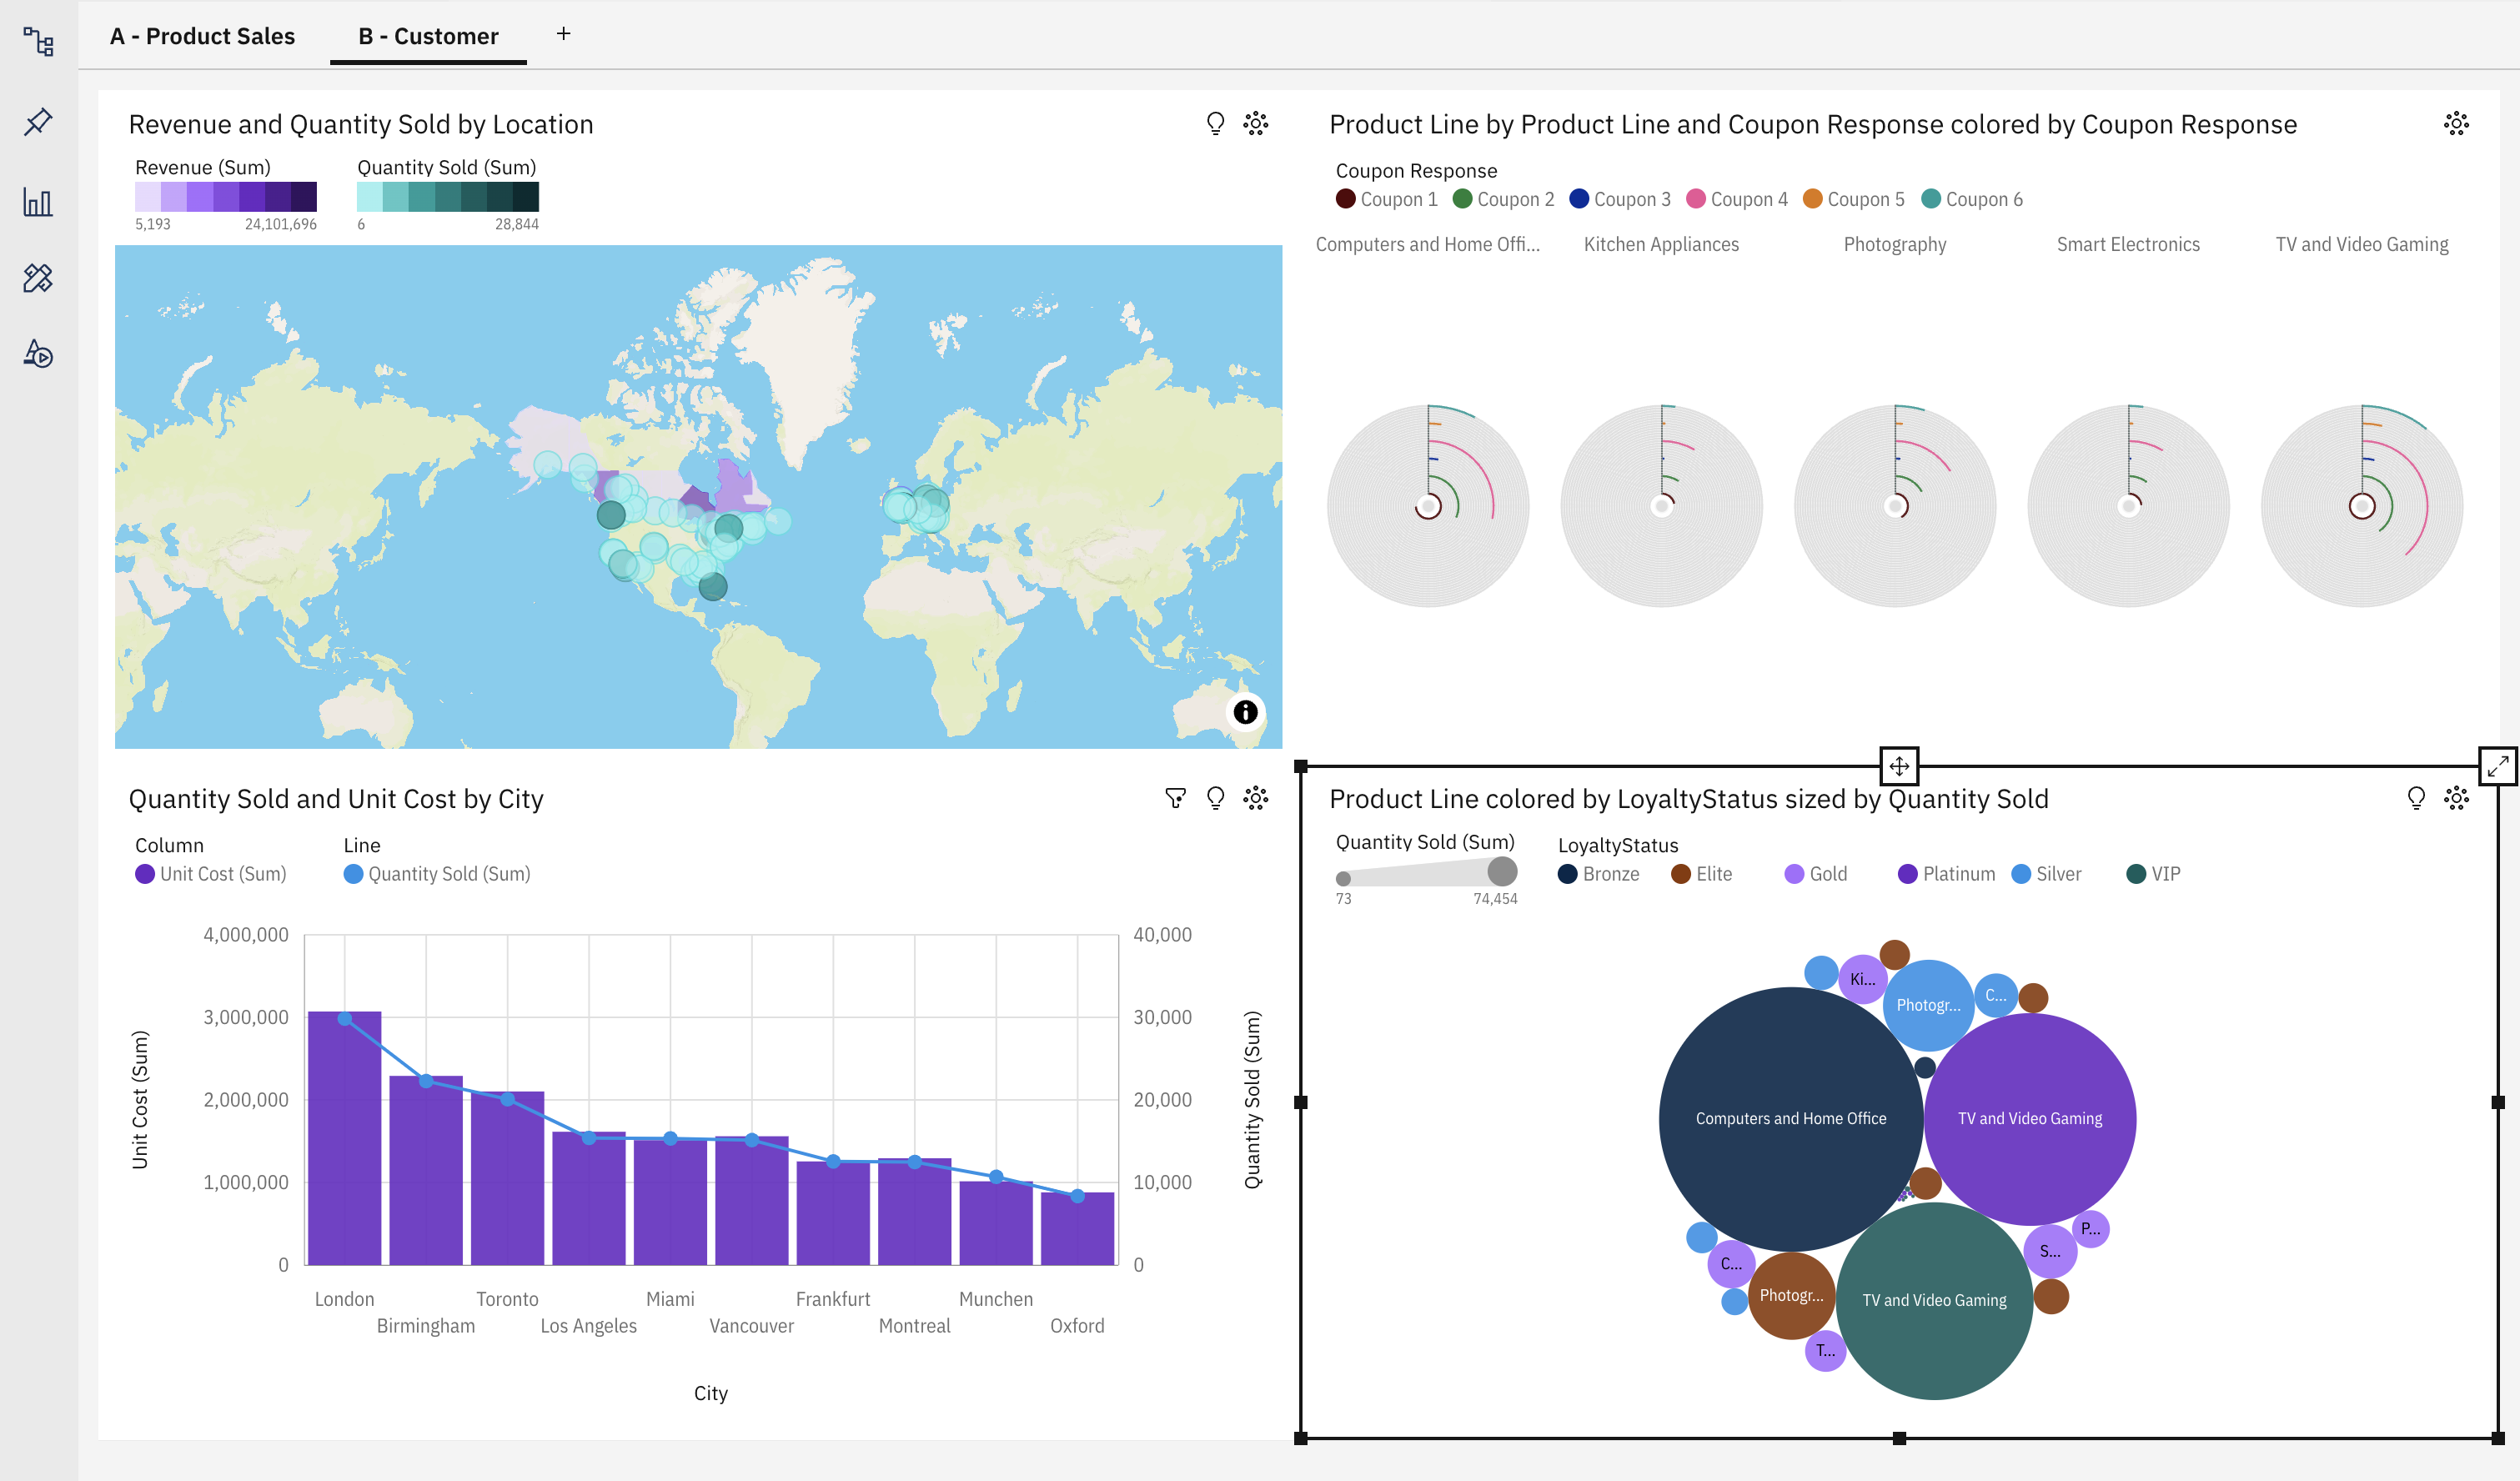 A - Product Sales
B - Customer
+
Revenue and Quantity Sold by Location
Revenue (Sum)
5,193
24,101,696
Quantity Sold (Sum)
6
28,844
Product Line by Product Line and Coupon Response colored by Coupon Response
Coupon Response
Coupon 1
Coupon 2
Coupon 3
Coupon 4
Coupon 5
Coupon 6
Computers and Home Offi...
Kitchen Appliances
Photography
Smart Electronics
TV and Video Gaming
Quantity Sold and Unit Cost by City
Column
Unit Cost (Sum)
Line
Quantity Sold (Sum)
Unit Cost (Sum)
4,000,000
3,000,000
2,000,000
1,000,000
0
40,000
30,000
20,000
10,000
0
Quantity Sold (Sum)
London
Birmingham
Toronto
Los Angeles
Miami
Vancouver
Frankfurt
Montreal
Munchen
Oxford
City
Product Line colored by LoyaltyStatus sized by Quantity Sold
Quantity Sold (Sum)
73
74,454
LoyaltyStatus
Bronze
Elite
Gold
Platinum
Silver
VIP
Ki...
Photogr...
C...
Computers and Home Office
TV and Video Gaming
P...
S...
C...
Photogr...
TV and Video Gaming
T...